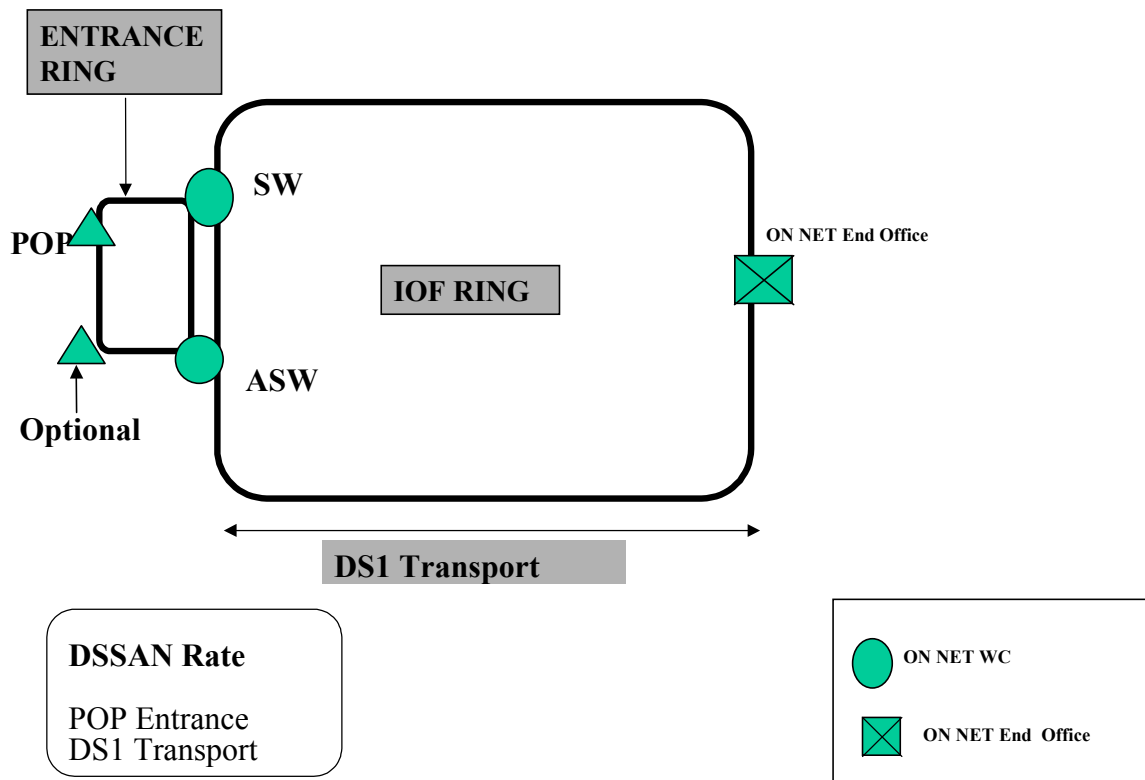 ENTRANCE
RING
SW
POP
ON NET End Office
IOF RING
ASW
Optional
DS1 Transport
DSSAN Rate
POP Entrance
DS1 Transport
ON NET WC
ON NET End Office